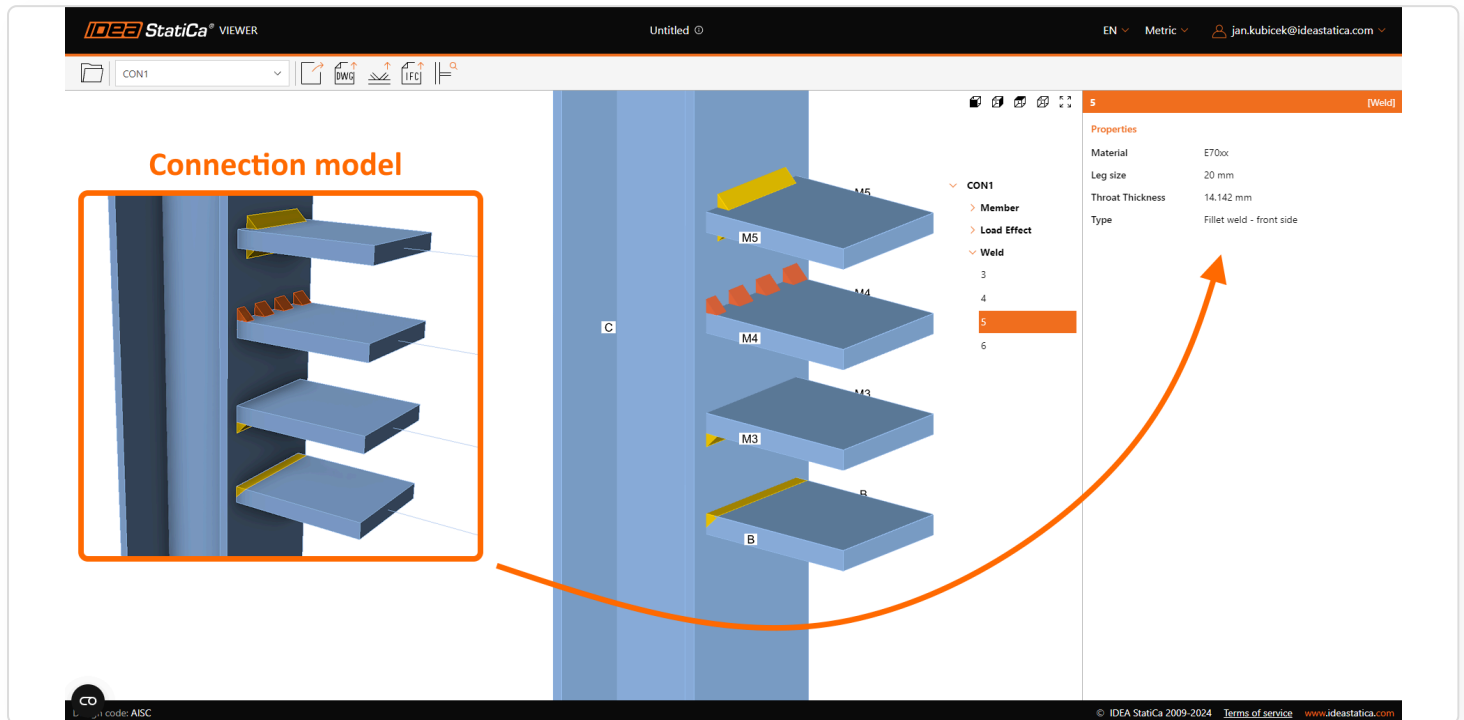 IDEA StatiCa® VIEWER
Untitled
EN
Metric
jan.kubicek@ideastatica.com
CON1
DWG
IFC
Connection model
M5
M5
M4
M4
C
M3
M3
B
B
CON1
Member
Load Effect
Weld
3
4
5
6
5 [Weld]
Properties
Material E70xx
Leg size 20 mm
Throat Thickness 14.142 mm
Type Fillet weld - front side
code: AISC
© IDEA StatiCa 2009-2024 Terms of service www.ideastatica.com